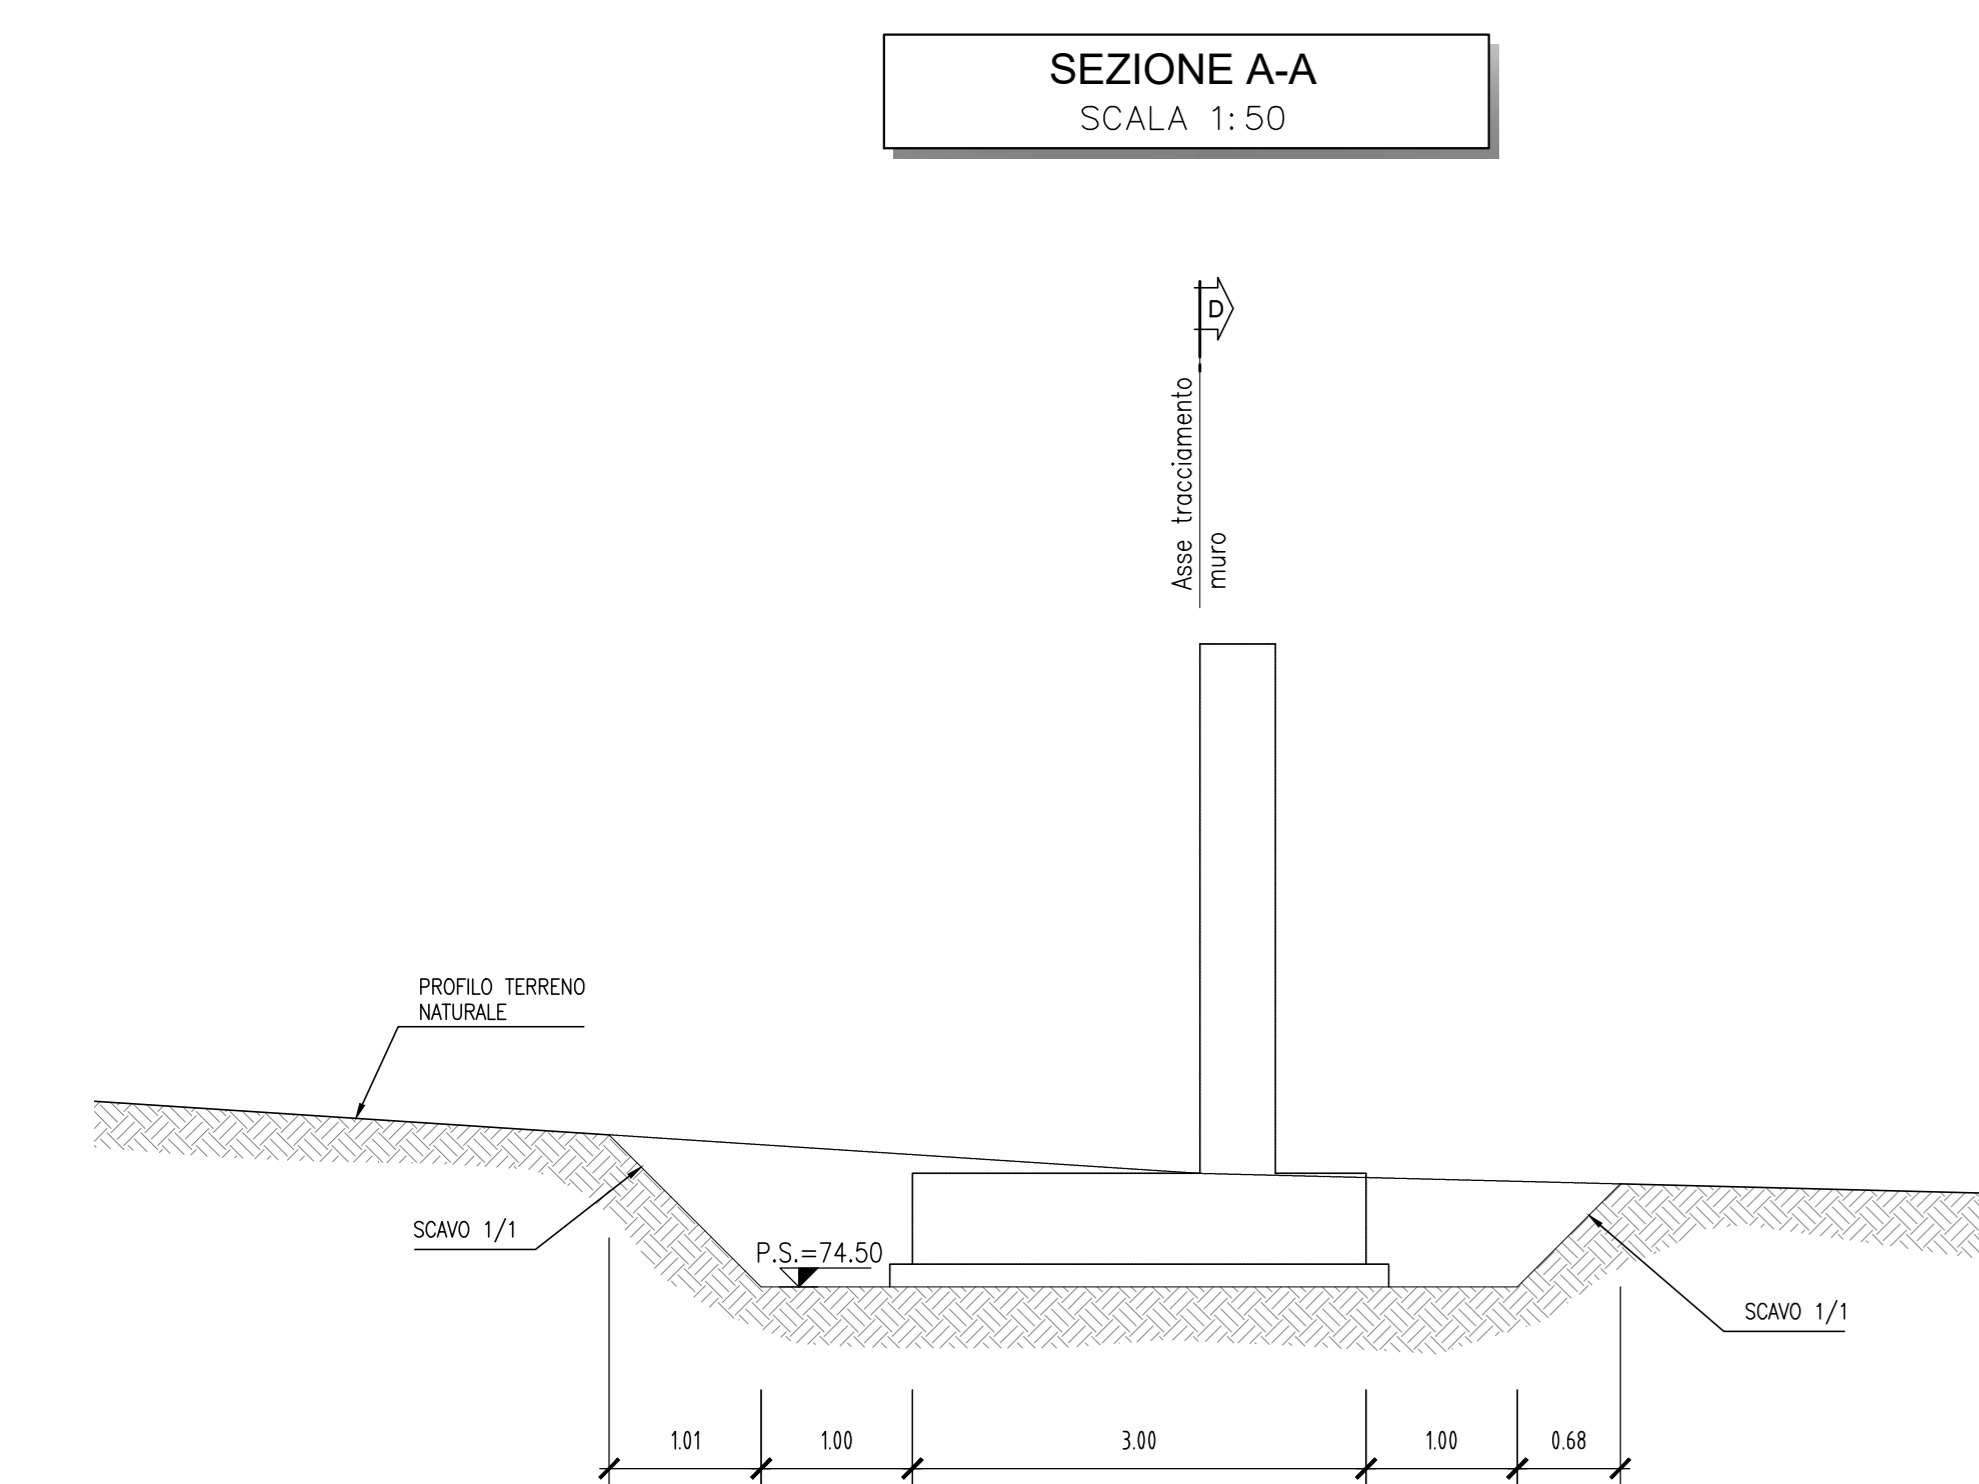 SEZIONE A-A
SCALA 1:50
D
Asse tracciamento
muro
PROFILO TERRENO
NATURALE
SCAVO 1/1
P.S.=74.50
SCAVO 1/1
1.01
1.00
3.00
1.00
0.68